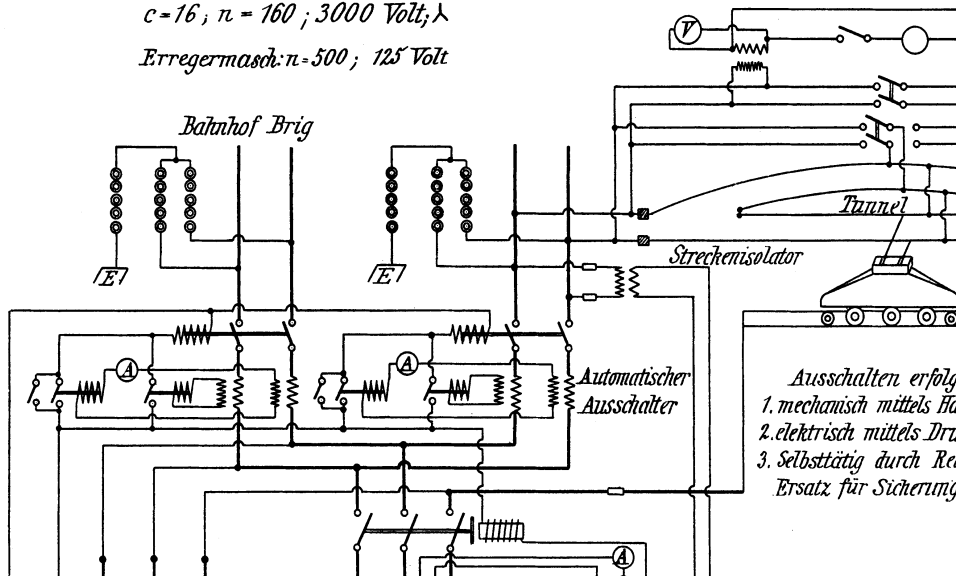 c=16; n=160; 3000 Volt; ⅄
Erregermasch: n=500; 125 Volt
V
Bahnhof Brig
Tunnel
E
E
Streckenisolator
A
A
Automatischer
Ausschalter
Ausschalten erfolg
1. mechanisch mittels Ha
2. elektrisch mittels Dru
3. Selbsttätig durch Re
Ersatz für Sicherung
A